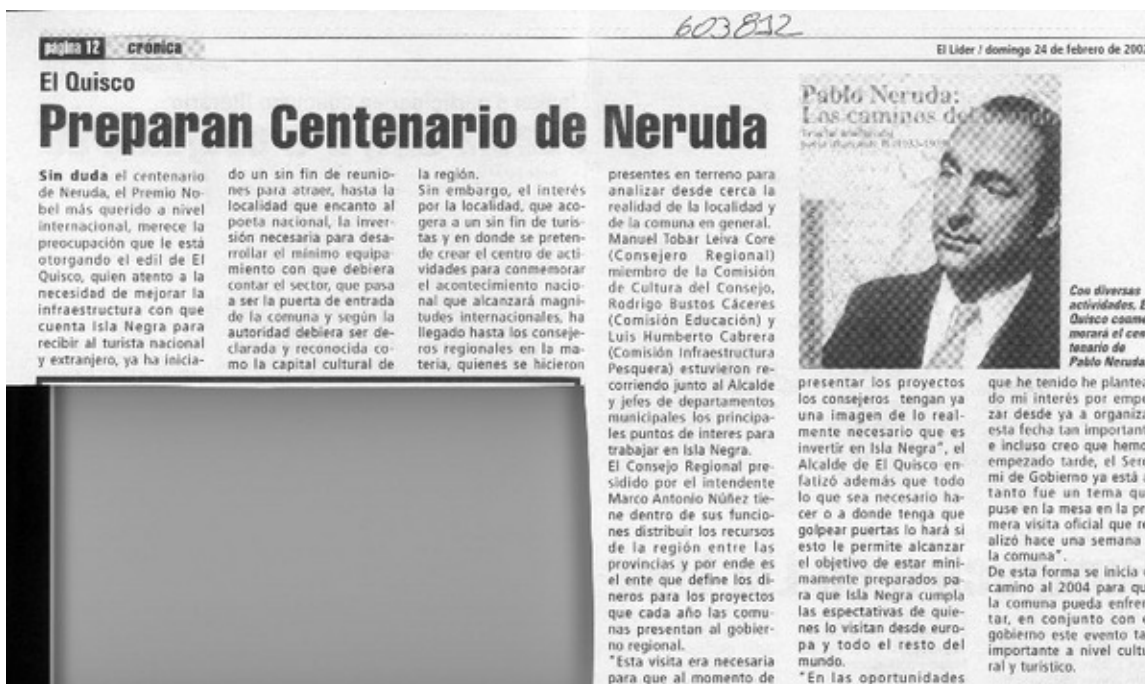 603812
página 12 crónica
El Líder / domingo 24 de febrero de 2002
El Quisco
Preparan Centenario de Neruda
Sin duda el centenario
de Neruda, el Premio No-
bel más querido a nivel
internacional, merece la
preocupación que le está
otorgando el edil de El
Quisco, quien atento a la
necesidad de mejorar la
infraestructura con que
cuenta Isla Negra para
recibir al turista nacional
y extranjero, ya ha inicia-
do un sin fin de reunio-
nes para atraer, hasta la
localidad que encanto al
poeta nacional, la inver-
sión necesaria para desa-
rrollar el mínimo equipa-
miento con que debiera
contar el sector, que pasa
a ser la puerta de entrada
de la comuna y según la
autoridad debiera ser de-
clarada y reconocida co-
mo la capital cultural de
la región.
Sin embargo, el interés
por la localidad, que aco-
gera a un sin fin de turis-
tas y en donde se preten-
de crear el centro de acti-
vidades para conmemorar
el acontecimiento nacio-
nal que alcanzará magni-
tudes internacionales, ha
llegado hasta los conseje-
ros regionales en la ma-
teria, quienes se hicieron
presentes en terreno para
analizar desde cerca la
realidad de la localidad y
de la comuna en general.
Manuel Tobar Leiva Core
(Consejero Regional)
miembro de la Comisión
de Cultura del Consejo,
Rodrigo Bustos Cáceres
(Comisión Educación) y
Luis Humberto Cabrera
(Comisión Infraestructura
Pesquera) estuvieron re-
corriendo junto al Alcalde
y jefes de departamentos
municipales los principa-
les puntos de interes para
trabajar en Isla Negra.
El Consejo Regional pre-
sidido por el intendente
Marco Antonio Núñez tie-
ne dentro de sus funcio-
nes distribuir los recursos
de la región entre las
provincias y por ende es
el ente que define los di-
neros para los proyectos
que cada año las comu-
nas presentan al gobier-
no regional.
"Esta visita era necesaria
para que al momento de
Pablo Neruda:
Los caminos del
Con diversas
actividades, E
Quisco conme
morará el cen
tenario de
Pablo Neruda.
presentar los proyectos
los consejeros tengan ya
una imagen de lo real-
mente necesario que es
invertir en Isla Negra", el
Alcalde de El Quisco en-
fatizó además que todo
lo que sea necesario ha-
cer o a donde tenga que
golpear puertas lo hará si
esto le permite alcanzar
el objetivo de estar míni-
mamente preparados pa-
ra que Isla Negra cumpla
las espectativas de quie-
nes lo visitan desde euro-
pa y todo el resto del
mundo.
"En las oportunidades
que he tenido he plantea
do mi interés por empe
zar desde ya a organiza
esta fecha tan important
e incluso creo que hemo
empezado tarde, el Sere
mi de Gobierno ya está a
tanto fue un tema qu
puse en la mesa en la pr
mera visita oficial que re
alizó hace una semana
la comuna".
De esta forma se inicia e
camino al 2004 para qu
la comuna pueda enfren
tar, en conjunto con e
gobierno este evento ta
importante a nivel cultu
ral y turístico.